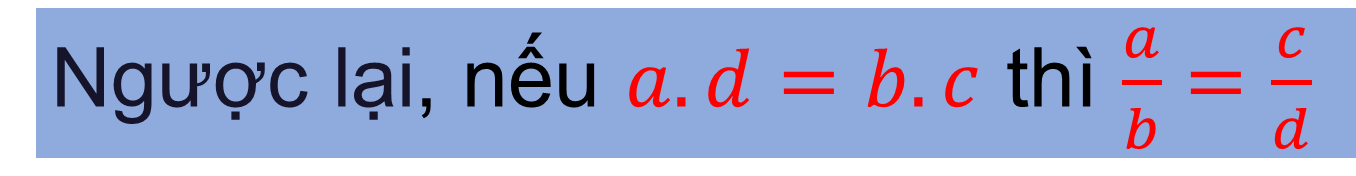 Ngược lại, nếu a. d = b. c thì a/b = c/d